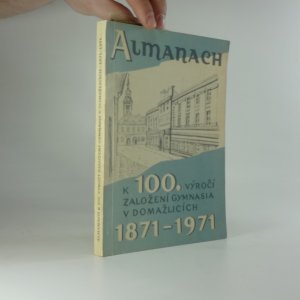 ALMANACH
K 100. VÝROČÍ
ZALOŽENÍ GYMNASIA
V DOMAŽLICÍCH
1871-1971